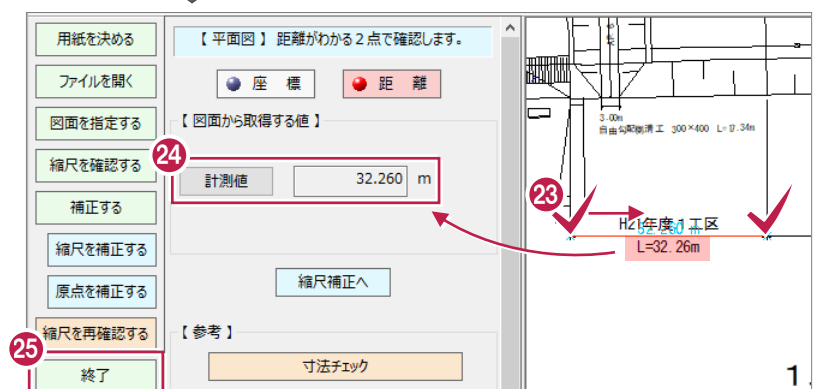 用紙を決める
ファイルを開く
図面を指定する
縮尺を確認する
補正する
縮尺を補正する
原点を補正する
縮尺を再確認する
25
終了
【 平面図 】 距離がわかる2点で確認します。
座 標
距 離
【 図面から取得する値 】
24
計測値
32.260 m
縮尺補正へ
【 参考 】
寸法チェック
3.00m
自由勾配側溝工 300×400 L=17.34m
23
H21年度 1工区
32.260 m
L=32.26m
1.